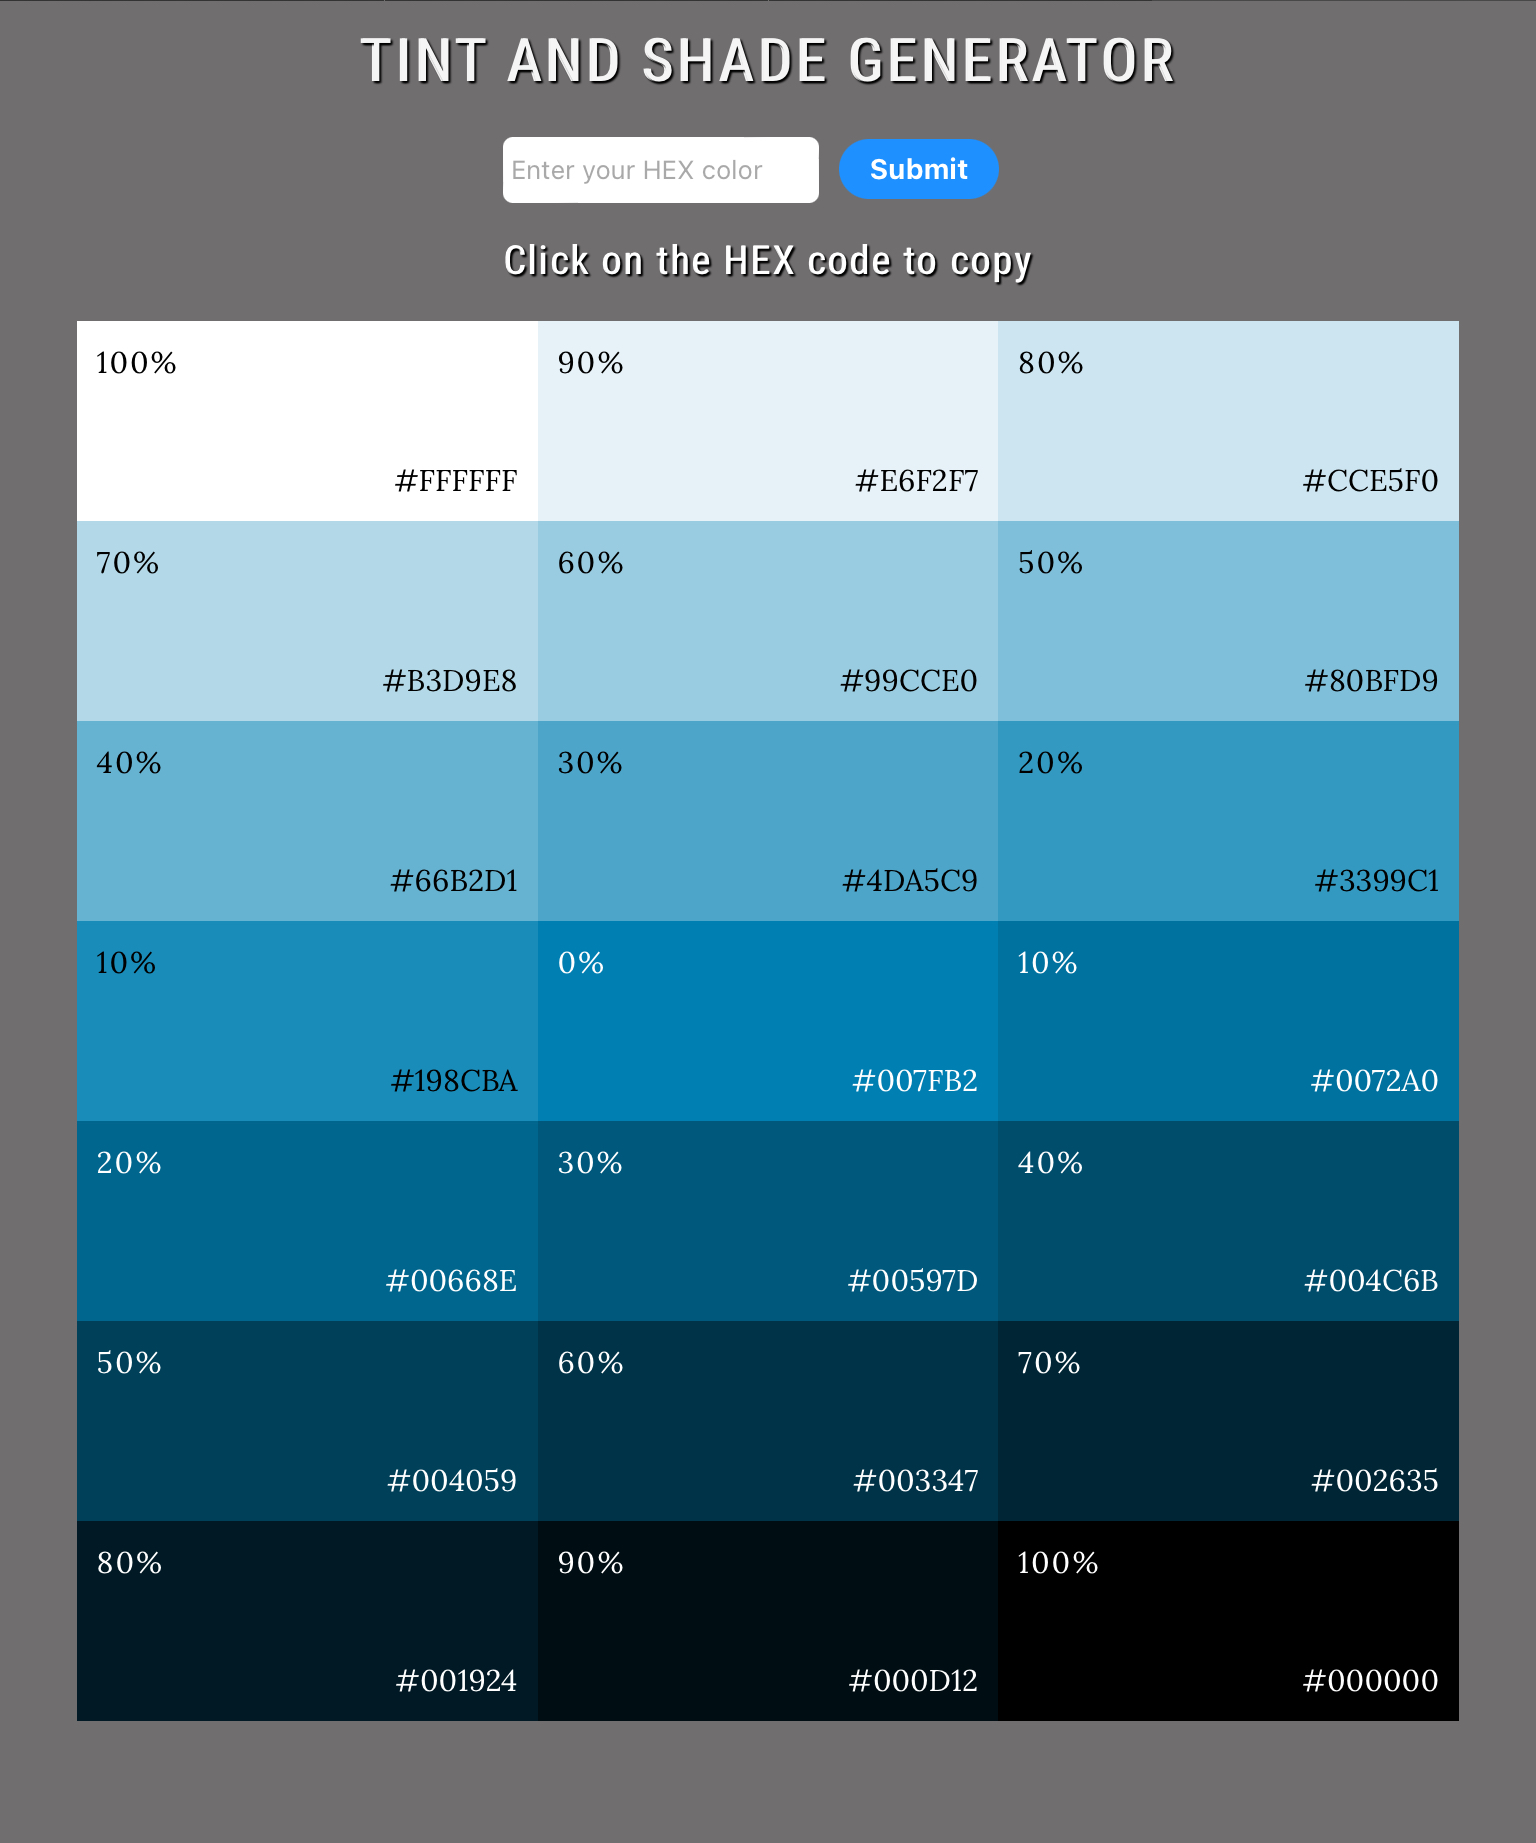 TINT AND SHADE GENERATOR
Enter your HEX color
Submit
Click on the HEX code to copy
100%
#FFFFFF
90%
#E6F2F7
80%
#CCE5F0
70%
#B3D9E8
60%
#99CCE0
50%
#80BFD9
40%
#66B2D1
30%
#4DA5C9
20%
#3399C1
10%
#198CBA
0%
#007FB2
10%
#0072A0
20%
#00668E
30%
#00597D
40%
#004C6B
50%
#004059
60%
#003347
70%
#002635
80%
#001924
90%
#000D12
100%
#000000